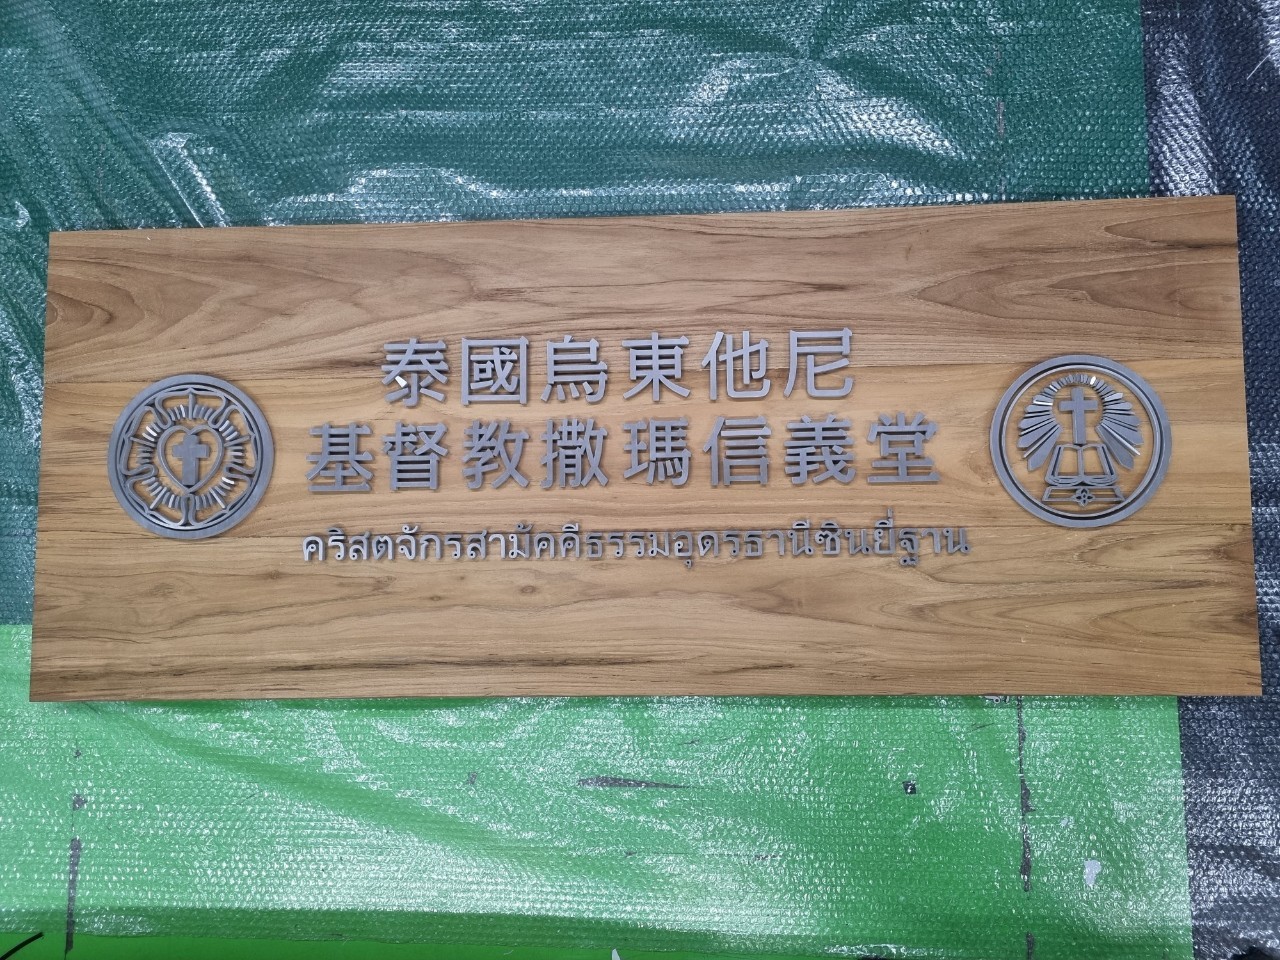 泰國烏東他尼
基督教撒瑪信義堂
คริสตจักรสามัคคีธรรมอุดรธานีซินยี่ฐาน